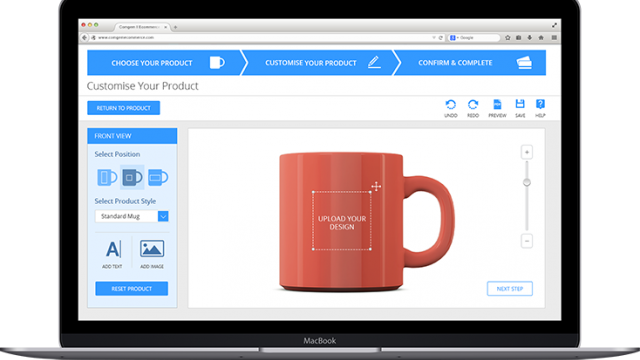 Comgem E Ecommerce
www.comgemecommerce.com
Google
CHOOSE YOUR PRODUCT
CUSTOMISE YOUR PRODUCT
CONFIRM & COMPLETE
Customise Your Product
RETURN TO PRODUCT
UNDO
REDO
PREVIEW
SAVE
HELP
FRONT VIEW
Select Position
Select Product Style
Standard Mug
ADD TEXT
ADD IMAGE
RESET PRODUCT
UPLOAD YOUR
DESIGN
NEXT STEP
MacBook